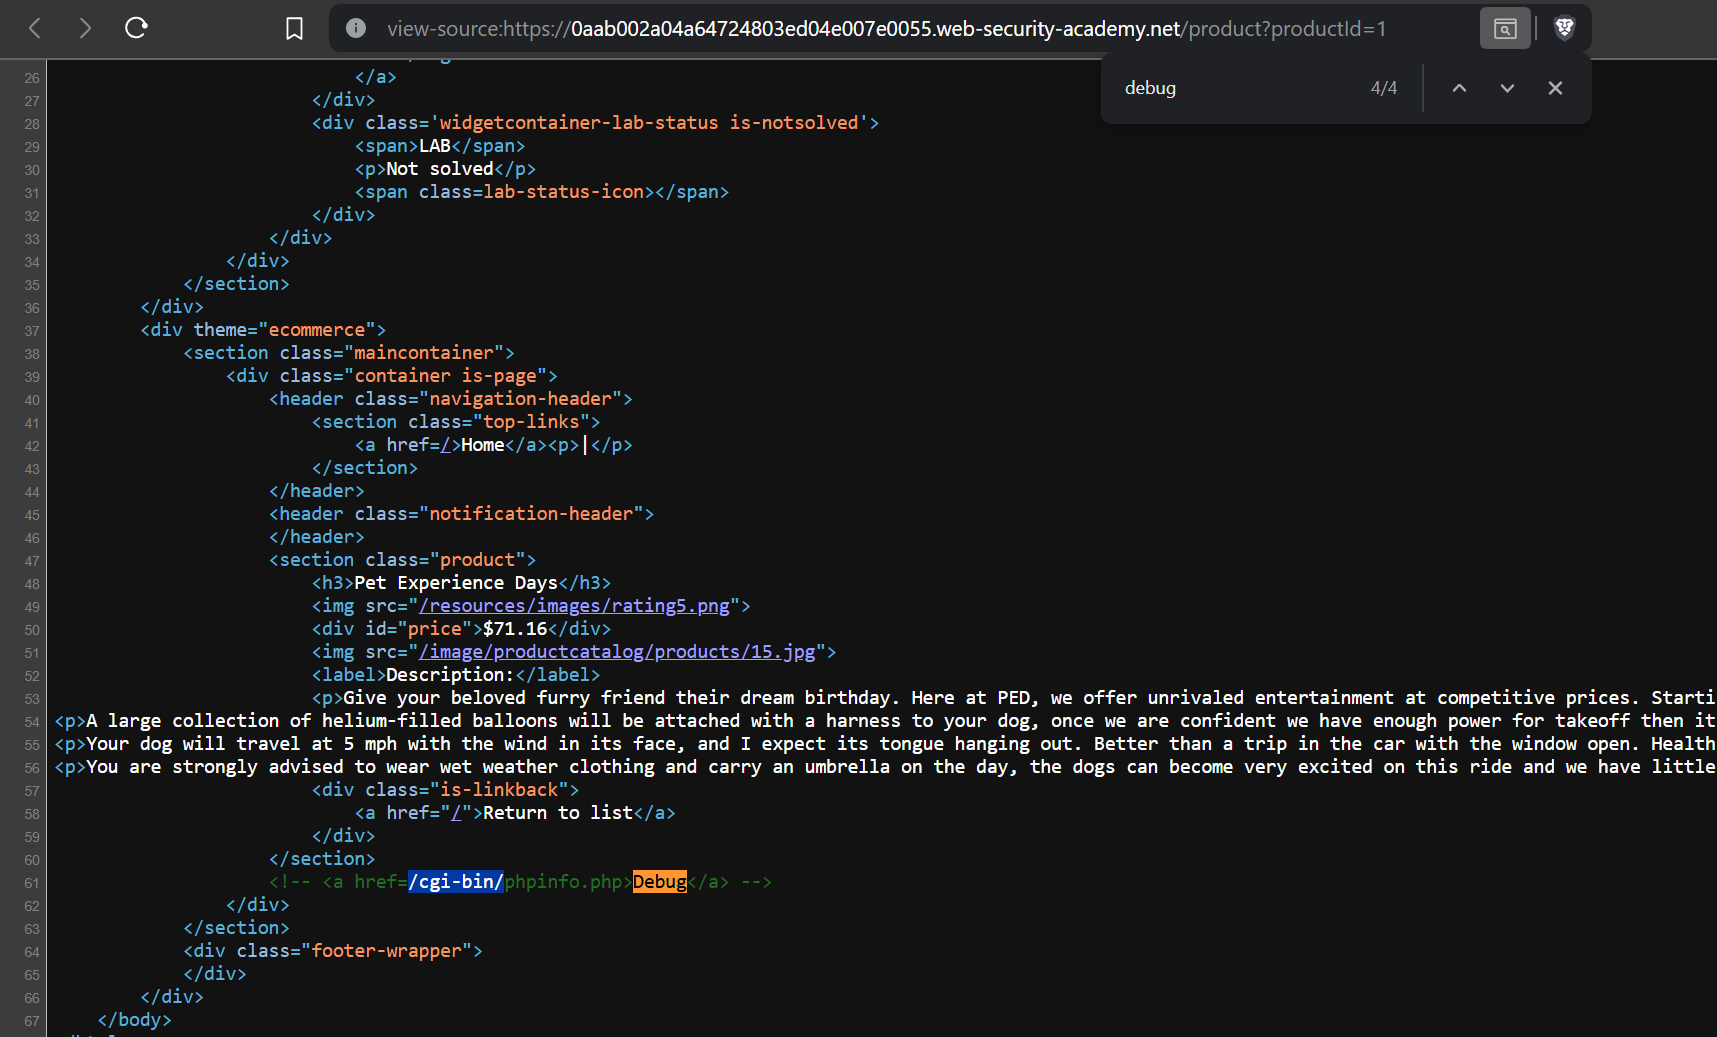 view-source:https://0aab002a04a64724803ed04e007e0055.web-security-academy.net/product?productId=1
debug 4/4
26 </a>
27 </div>
28 <div class='widgetcontainer-lab-status is-notsolved'>
29 <span>LAB</span>
30 <p>Not solved</p>
31 <span class=lab-status-icon></span>
32 </div>
33 </div>
34 </div>
35 </section>
36 </div>
37 <div theme="ecommerce">
38 <section class="maincontainer">
39 <div class="container is-page">
40 <header class="navigation-header">
41 <section class="top-links">
42 <a href=/>Home</a><p>|</p>
43 </section>
44 </header>
45 <header class="notification-header">
46 </header>
47 <section class="product">
48 <h3>Pet Experience Days</h3>
49 <img src="/resources/images/rating5.png">
50 <div id="price">$71.16</div>
51 <img src="/image/productcatalog/products/15.jpg">
52 <label>Description:</label>
53 <p>Give your beloved furry friend their dream birthday. Here at PED, we offer unrivaled entertainment at competitive prices. Starti
54 <p>A large collection of helium-filled balloons will be attached with a harness to your dog, once we are confident we have enough power for takeoff then it
55 <p>Your dog will travel at 5 mph with the wind in its face, and I expect its tongue hanging out. Better than a trip in the car with the window open. Health
56 <p>You are strongly advised to wear wet weather clothing and carry an umbrella on the day, the dogs can become very excited on this ride and we have little
57 <div class="is-linkback">
58 <a href="/">Return to list</a>
59 </div>
60 </section>
61 <!-- <a href=/cgi-bin/phpinfo.php>Debug</a> -->
62 </div>
63 </section>
64 <div class="footer-wrapper">
65 </div>
66 </div>
67 </body>